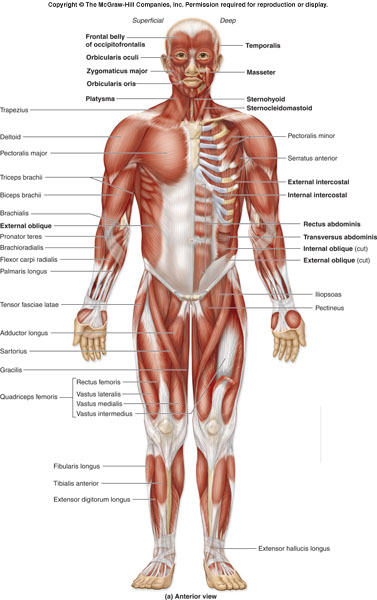 Copyright © The McGraw-Hill Companies, Inc. Permission required for reproduction or display.
Superficial
Deep
Frontal belly
of occipitofrontalis
Orbicularis oculi
Zygomaticus major
Orbicularis oris
Platysma
Trapezius
Deltoid
Pectoralis major
Triceps brachii
Biceps brachii
Brachialis
External oblique
Pronator teres
Brachioradialis
Flexor carpi radialis
Palmaris longus
Tensor fasciae latae
Adductor longus
Sartorius
Gracilis
Quadriceps femoris
Rectus femoris
Vastus lateralis
Vastus medialis
Vastus intermedius
Fibularis longus
Tibialis anterior
Extensor digitorum longus
Temporalis
Masseter
Sternohyoid
Sternocleidomastoid
Pectoralis minor
Serratus anterior
External intercostal
Internal intercostal
Rectus abdominis
Transversus abdominis
Internal oblique (cut)
External oblique (cut)
Iliopsoas
Pectineus
Extensor hallucis longus
(a) Anterior view